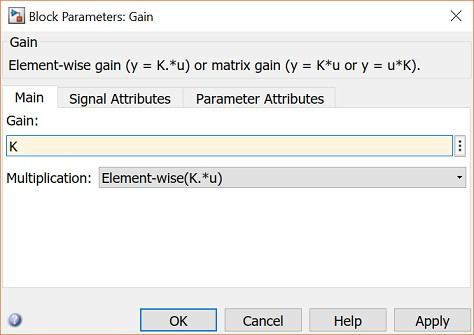 Block Parameters: Gain
Gain
Element-wise gain (y = K.*u) or matrix gain (y = K*u or y = u*K).
Main Signal Attributes Parameter Attributes
Gain:
K
Multiplication: Element-wise(K.*u)
OK Cancel Help Apply